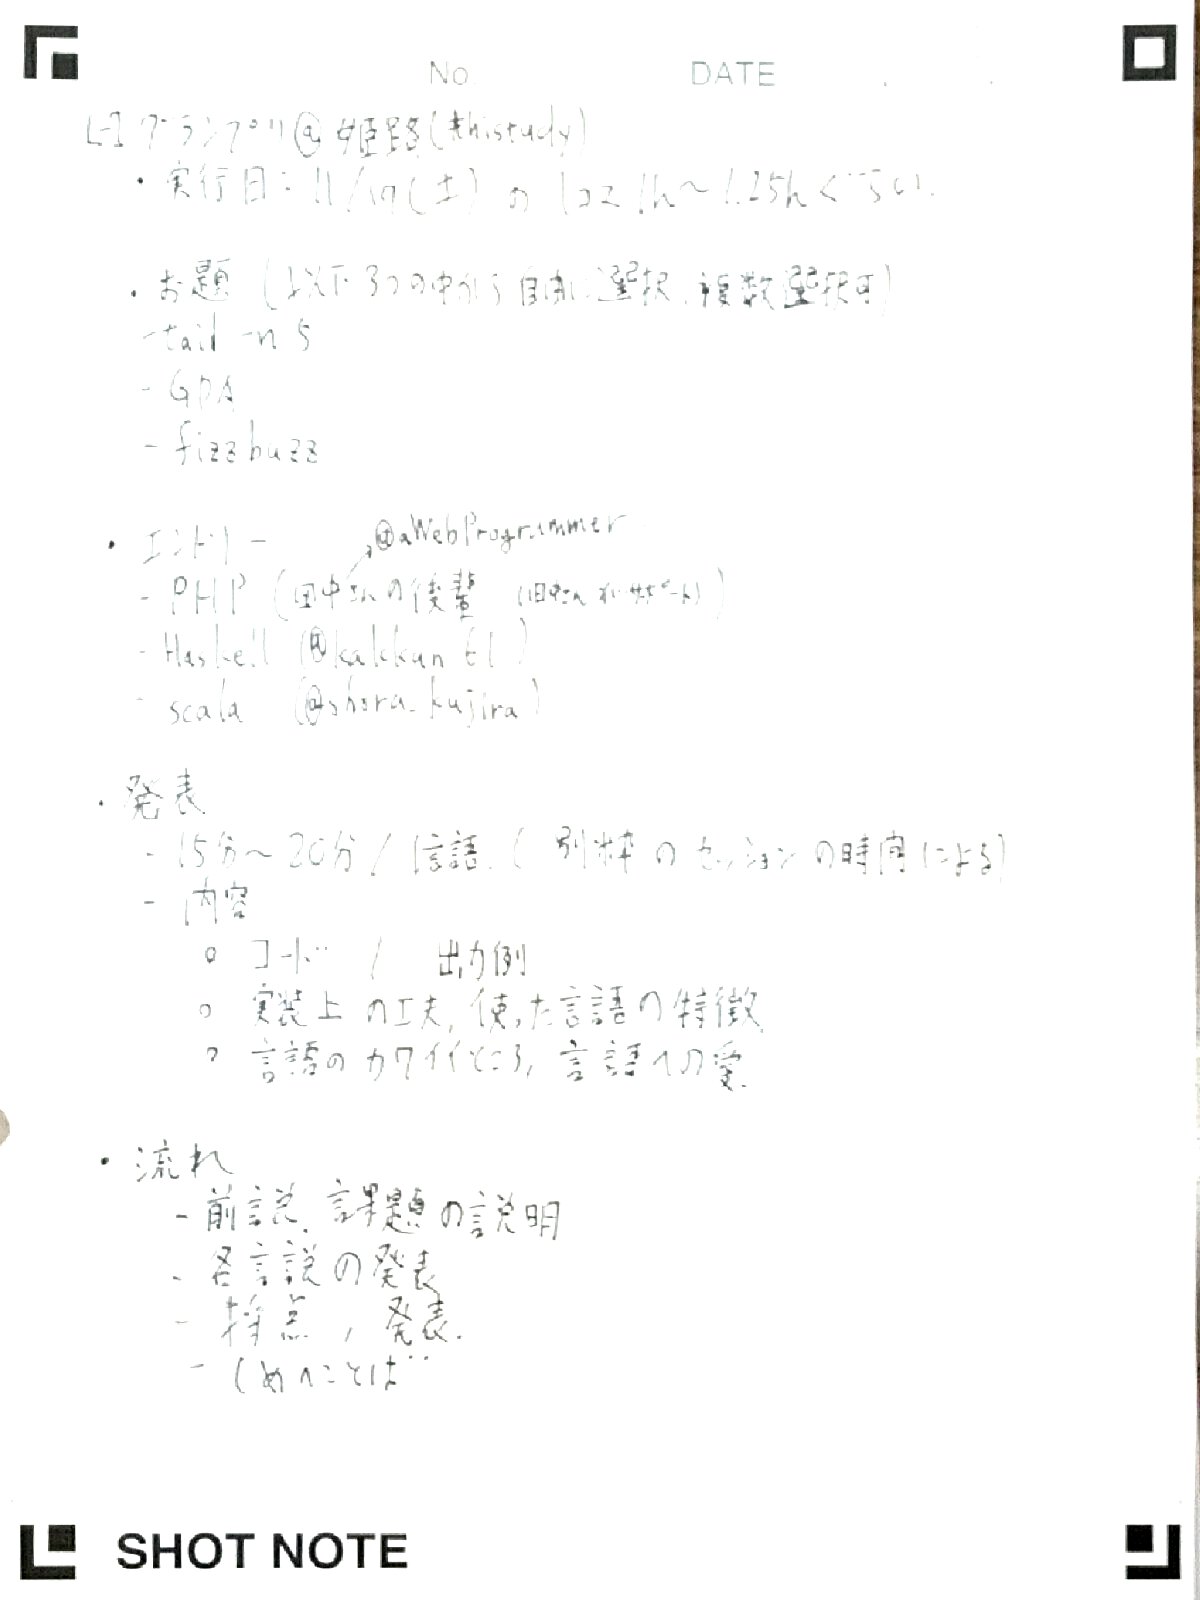 No DATE
L-1 グランプリ@姫路(#histudy)
・実行日: 11/19(土) の 1コ 1h〜1.25hくらい.
・お題 (以下3つの中から自由に選択、複数選択可)
- tail -n 5
- GPA
- fizzbuzz
・エントリー
@aWebProgrammer
- PHP (田中さんの後輩 (田中さん サポート))
- Haskell (@kakkun61)
- scala (@shora_kujira)
・発表
- 15分〜20分/1言語. (別枠のセッションの時間による)
- 内容
○ コード / 出力例
○ 実装上の工夫, 使った言語の特徴
○ 言語のカワイイところ, 言語への愛.
・流れ
- 前説、課題の説明
- 各言説の発表
- 採点, 発表.
- しめのことば
SHOT NOTE